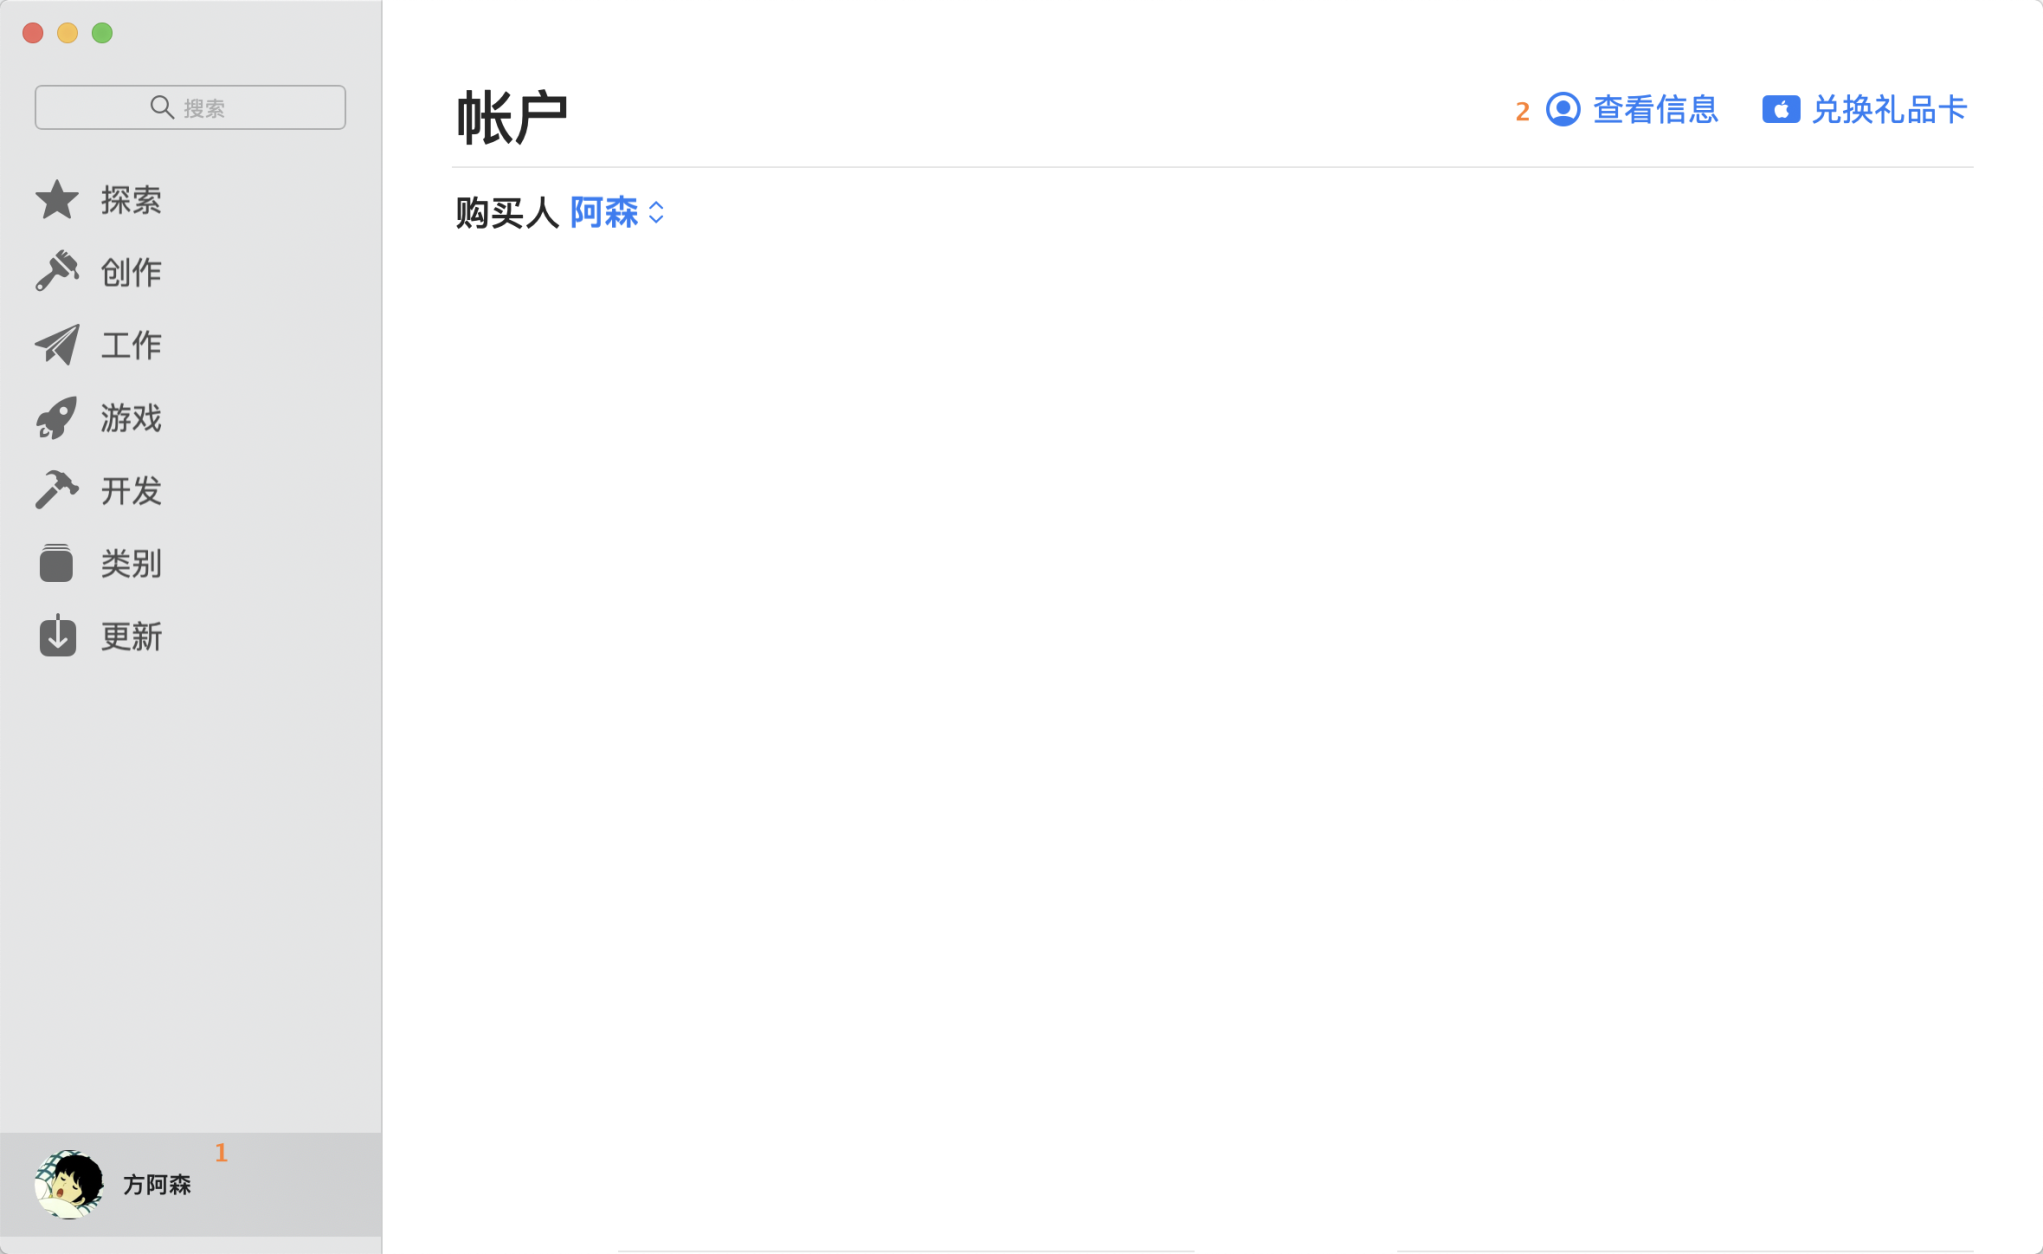 搜索
探索
创作
工作
游戏
开发
类别
更新
方阿森 1
帐户
2 查看信息 兑换礼品卡
购买人 阿森